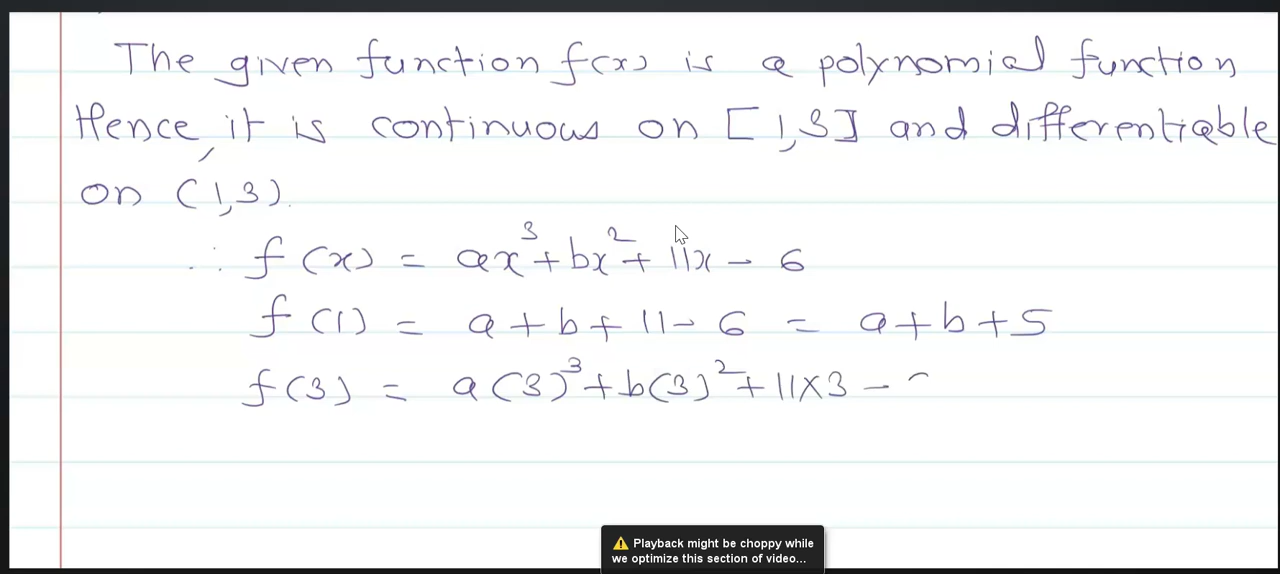 The given function f(x) is a polynomial function
Hence, it is continuous on [1,3] and differentiable
on (1,3).
∴ f(x) = ax³ + bx² + 11x - 6
f(1) = a + b + 11 - 6 = a + b + 5
f(3) = a(3)³ + b(3)² + 11×3 -
⚠ Playback might be choppy while
we optimize this section of video...